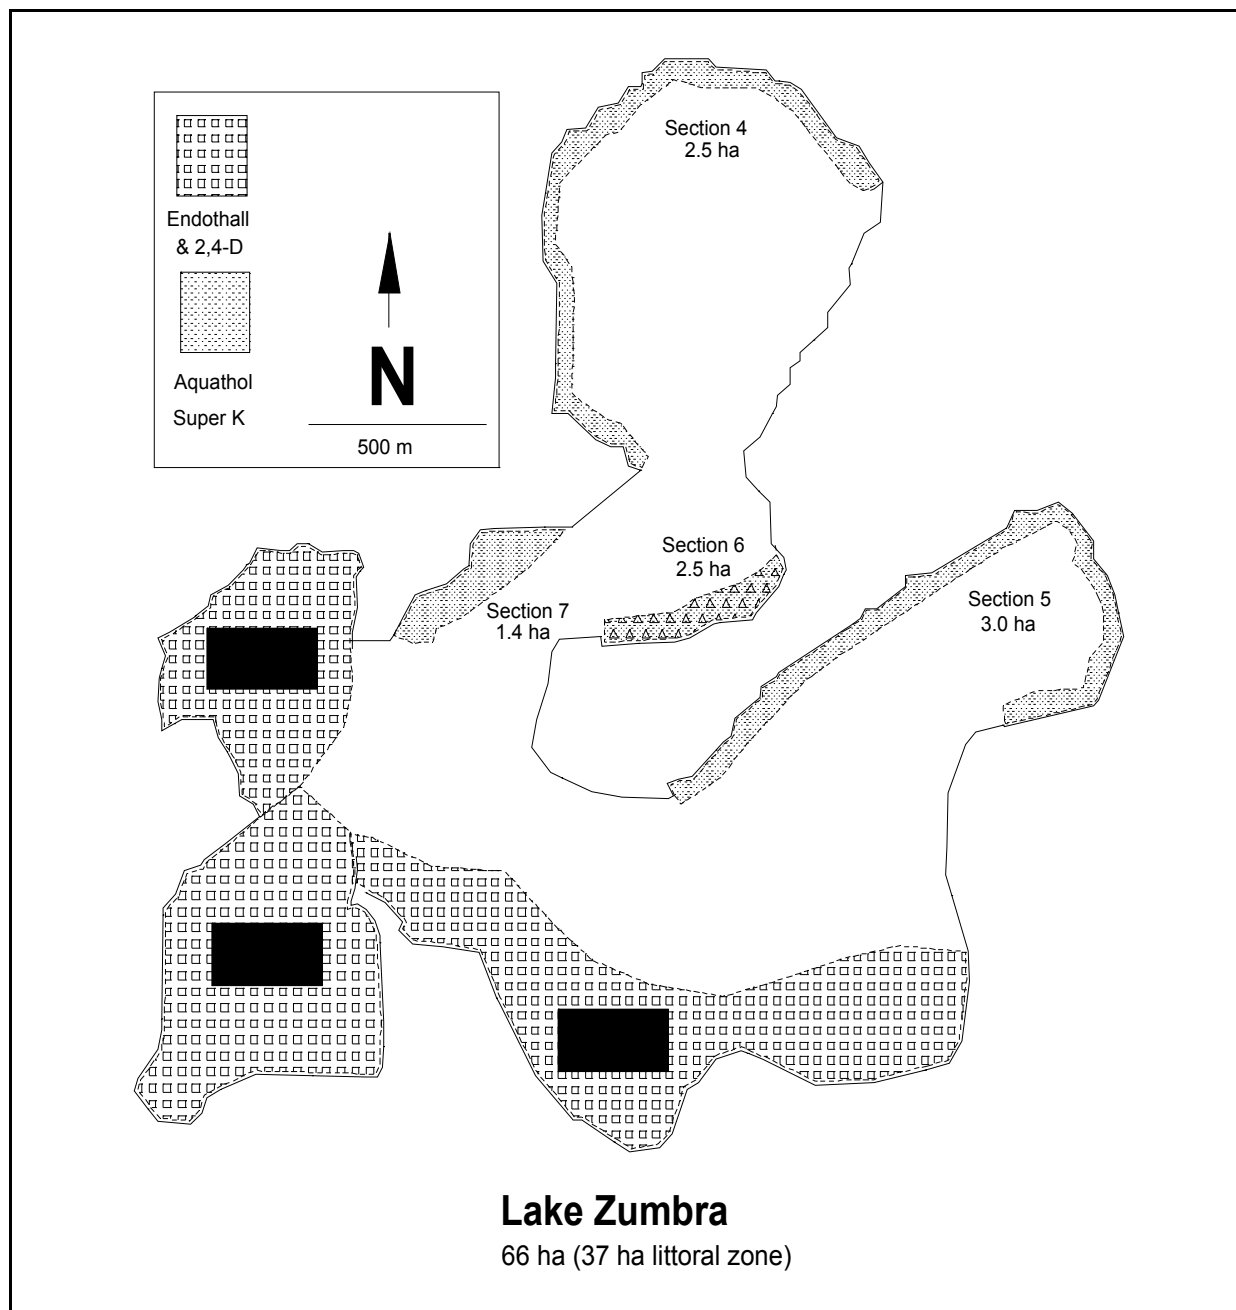 Section 4
2.5 ha
Endothall
& 2,4-D
N
Aquathol
Super K
500 m
Section 6
2.5 ha
Section 7
1.4 ha
Section 5
3.0 ha
Lake Zumbra
66 ha (37 ha littoral zone)